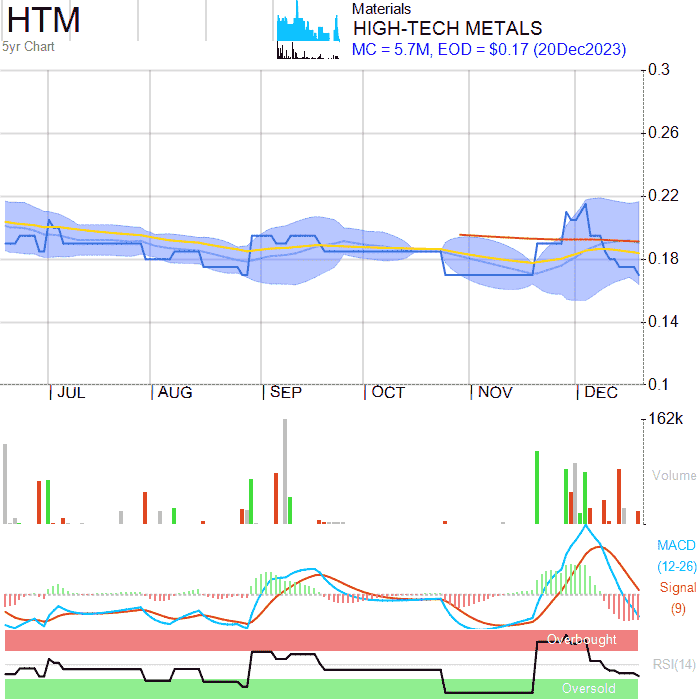 HTM
5yr Chart
Materials
HIGH-TECH METALS
MC = 5.7M, EOD = $0.17 (20Dec2023)
0.3
0.26
0.22
0.18
0.14
0.1
JUL AUG SEP OCT NOV DEC
162k
Volume
MACD
(12-26)
Signal
(9)
Overbought
RSI(14)
Oversold